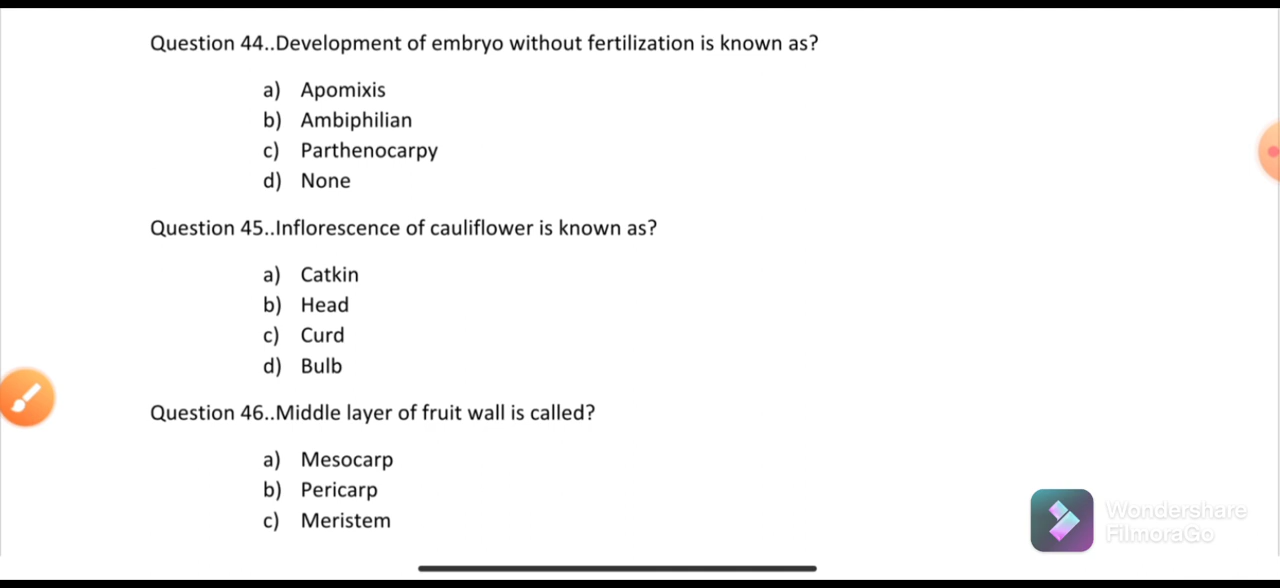 Question 44..Development of embryo without fertilization is known as?
a) Apomixis
b) Ambiphilian
c) Parthenocarpy
d) None
Question 45..Inflorescence of cauliflower is known as?
a) Catkin
b) Head
c) Curd
d) Bulb
Question 46..Middle layer of fruit wall is called?
a) Mesocarp
b) Pericarp
c) Meristem
Wondershare
FilmoraGo